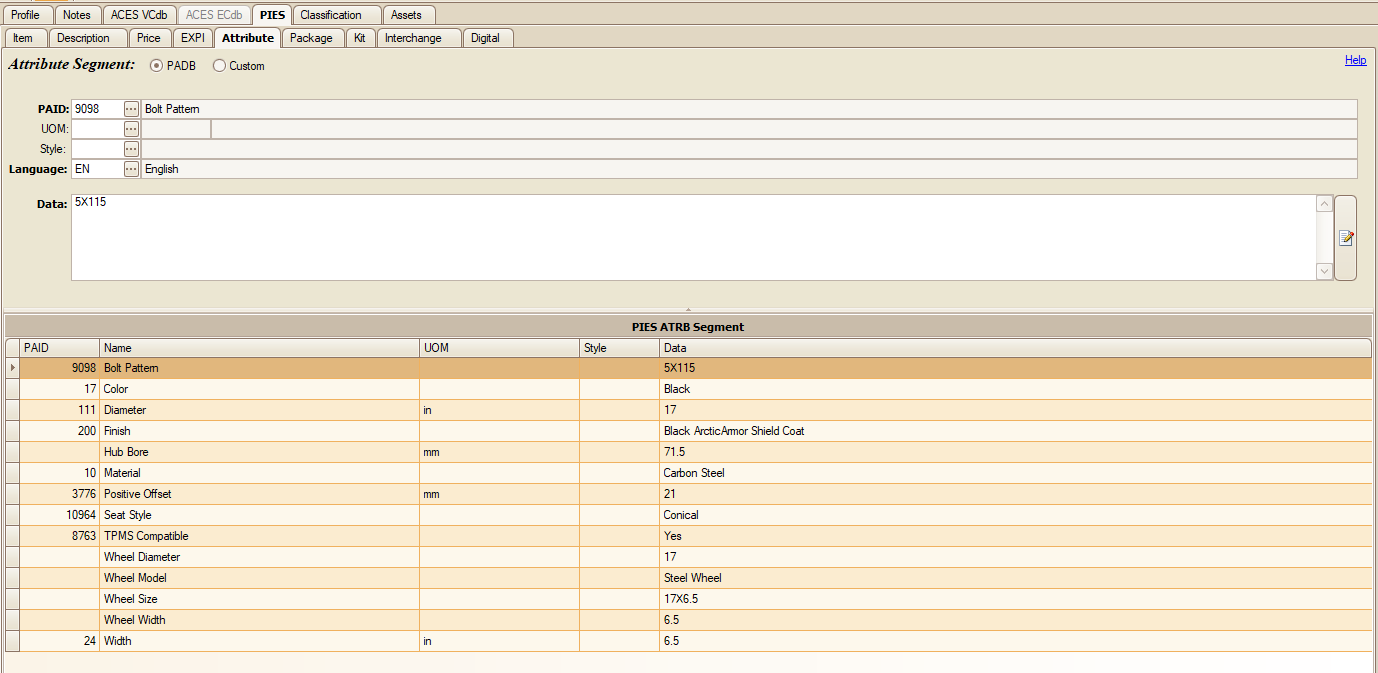 Profile Notes ACES VCdb ACES ECdb PIES Classification Assets
Item Description Price EXPI Attribute Package Kit Interchange Digital
Attribute Segment: PADB Custom Help
PAID: 9098 ... Bolt Pattern
UOM: ...
Style: ...
Language: EN ... English
Data: 5X115
PIES ATRB Segment
PAID Name UOM Style Data
9098 Bolt Pattern 5X115
17 Color Black
111 Diameter in 17
200 Finish Black ArcticArmor Shield Coat
Hub Bore mm 71.5
10 Material Carbon Steel
3776 Positive Offset mm 21
10964 Seat Style Conical
8763 TPMS Compatible Yes
Wheel Diameter 17
Wheel Model Steel Wheel
Wheel Size 17X6.5
Wheel Width 6.5
24 Width in 6.5